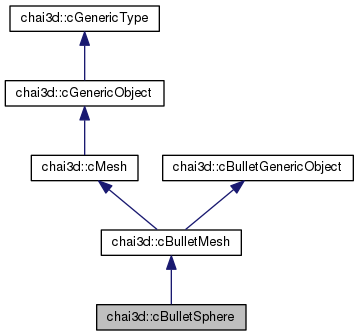 chai3d::cGenericType
chai3d::cGenericObject
chai3d::cMesh
chai3d::cBulletGenericObject
chai3d::cBulletMesh
chai3d::cBulletSphere